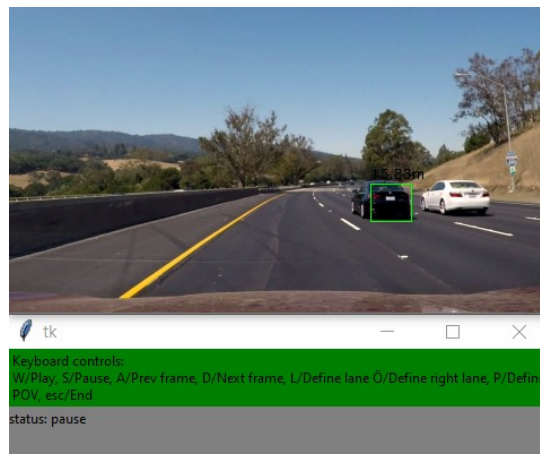 15.83m
tk
Keyboard controls:
W/Play, S/Pause, A/Prev frame, D/Next frame, L/Define lane Ö/Define right lane, P/Defin
POV, esc/End
status: pause